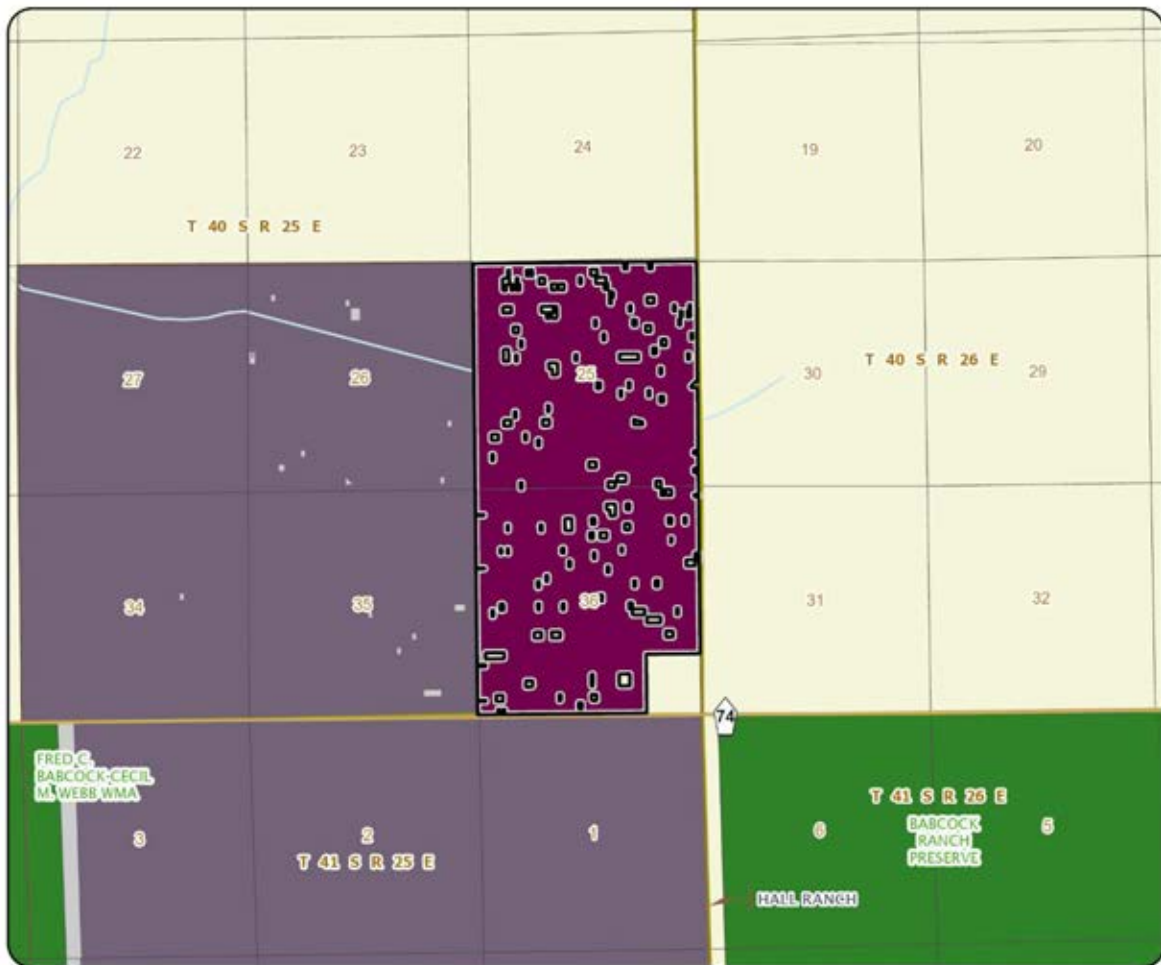 22
23
24
19
20
T 40 S R 25 E
27
26
25
30
T 40 S R 26 E
29
34
35
36
31
32
74
FRED C.
BABCOCK-CECIL
M. WEBB WMA
3
2
T 41 S R 25 E
1
6
T 41 S R 26 E
5
BABCOCK
RANCH
PRESERVE
HALL RANCH